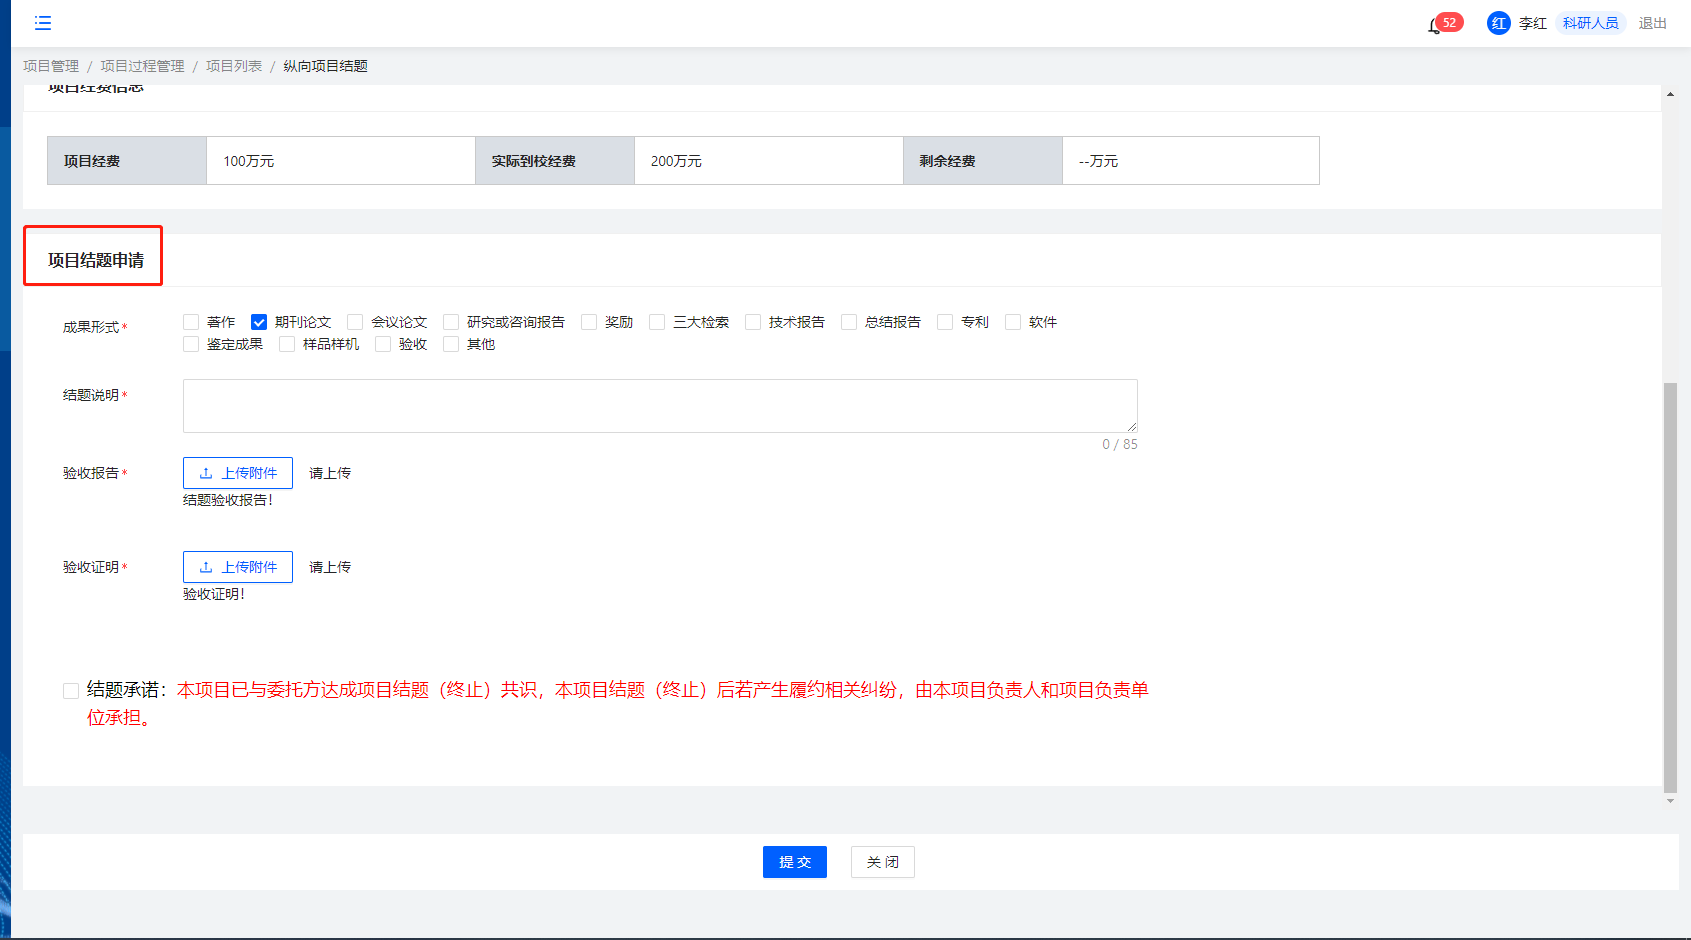 52 红 李红 科研人员 退出
项目管理 / 项目过程管理 / 项目列表 / 纵向项目结题
项目经费信息
项目经费 100万元 实际到校经费 200万元 剩余经费 --万元
项目结题申请
成果形式* 著作 期刊论文 会议论文 研究或咨询报告 奖励 三大检索 技术报告 总结报告 专利 软件
鉴定成果 样品样机 验收 其他
结题说明*
0 / 85
验收报告* 上传附件 请上传
结题验收报告!
验收证明* 上传附件 请上传
验收证明!
结题承诺：本项目已与委托方达成项目结题（终止）共识，本项目结题（终止）后若产生履约相关纠纷，由本项目负责人和项目负责单
位承担。
提 交 关 闭